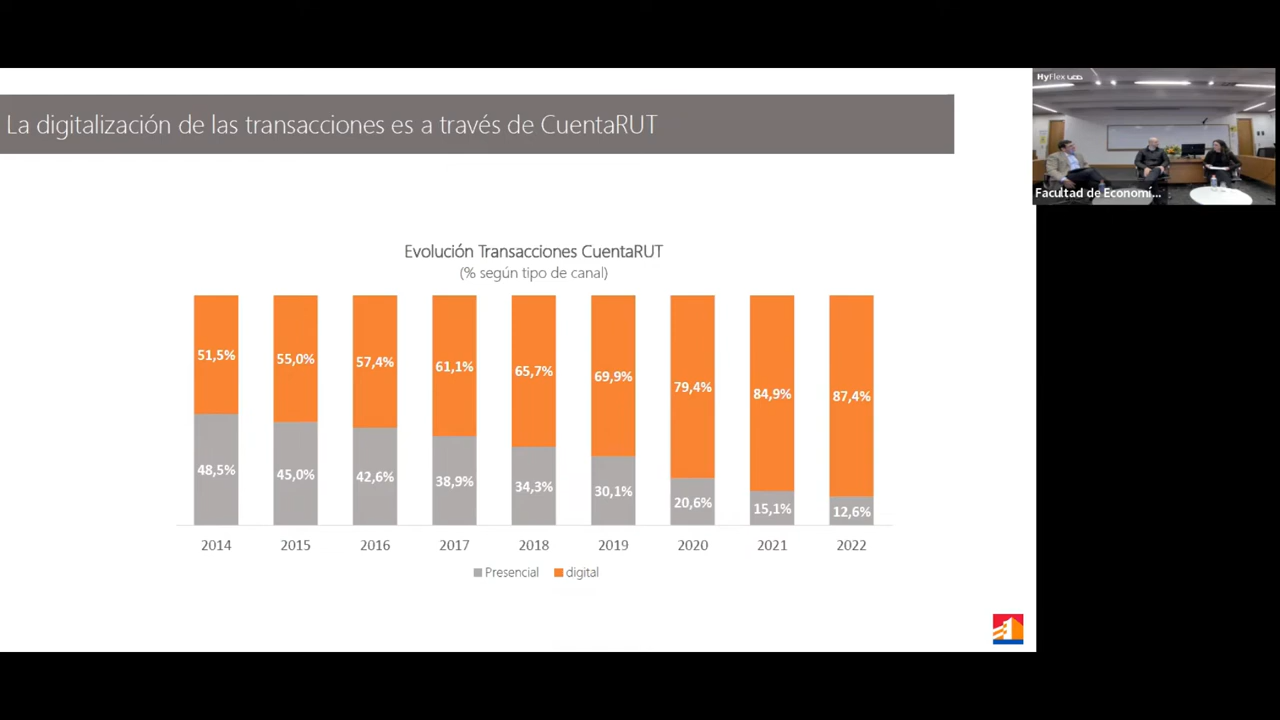 HyFlex UDD
La digitalización de las transacciones es a través de CuentaRUT
Facultad de Economí...
Evolución Transacciones CuentaRUT
(% según tipo de canal)
51,5% 55,0% 57,4% 61,1% 65,7% 69,9% 79,4% 84,9% 87,4%
48,5% 45,0% 42,6% 38,9% 34,3% 30,1% 20,6% 15,1% 12,6%
2014 2015 2016 2017 2018 2019 2020 2021 2022
Presencial digital